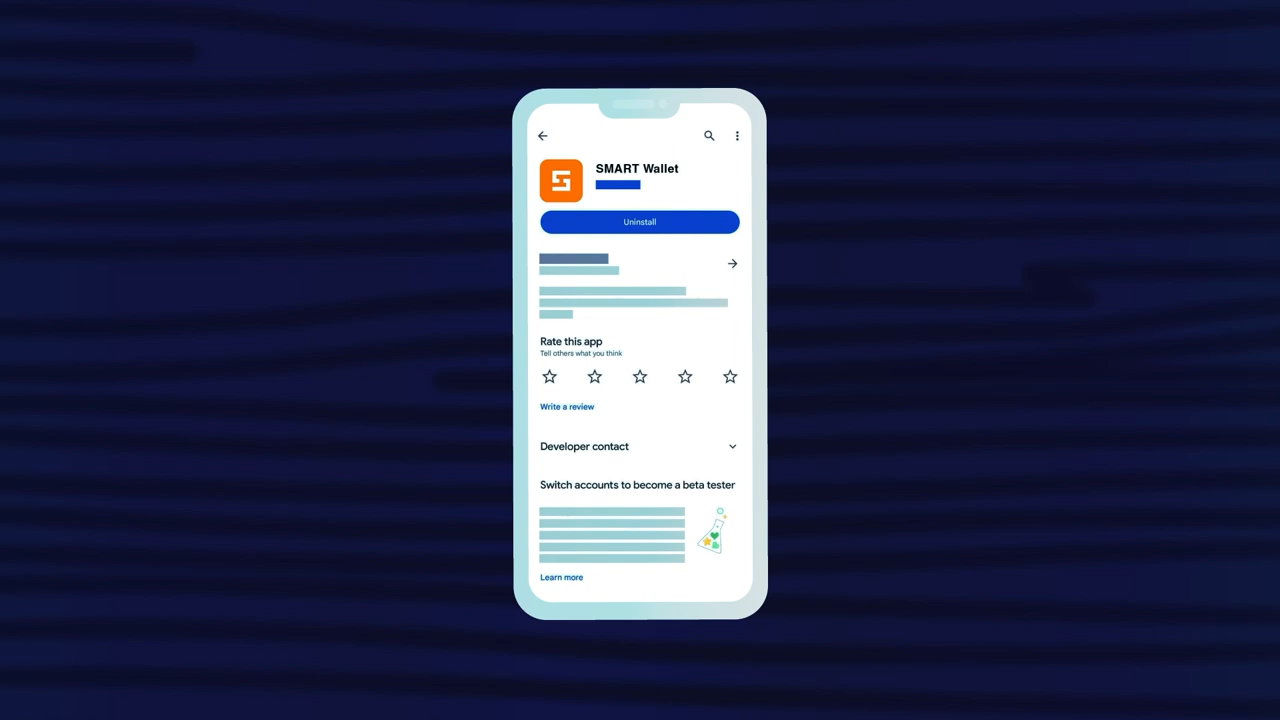 SMART Wallet
Uninstall
Rate this app
Tell others what you think
Write a review
Developer contact
Switch accounts to become a beta tester
Learn more